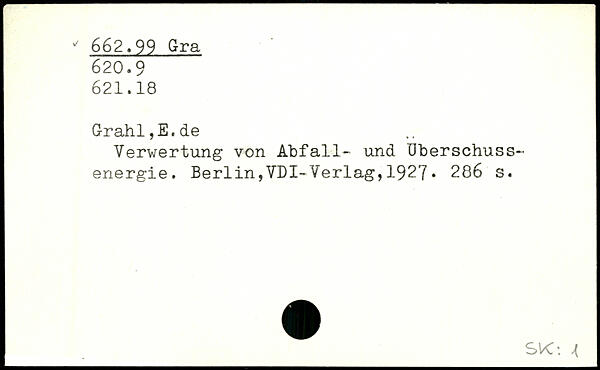 ✓ 662.99 Gra
620.9
621.18
Grahl,E.de
Verwertung von Abfall- und Überschuss-
energie. Berlin,VDI-Verlag,1927. 286 s.
SK: 1